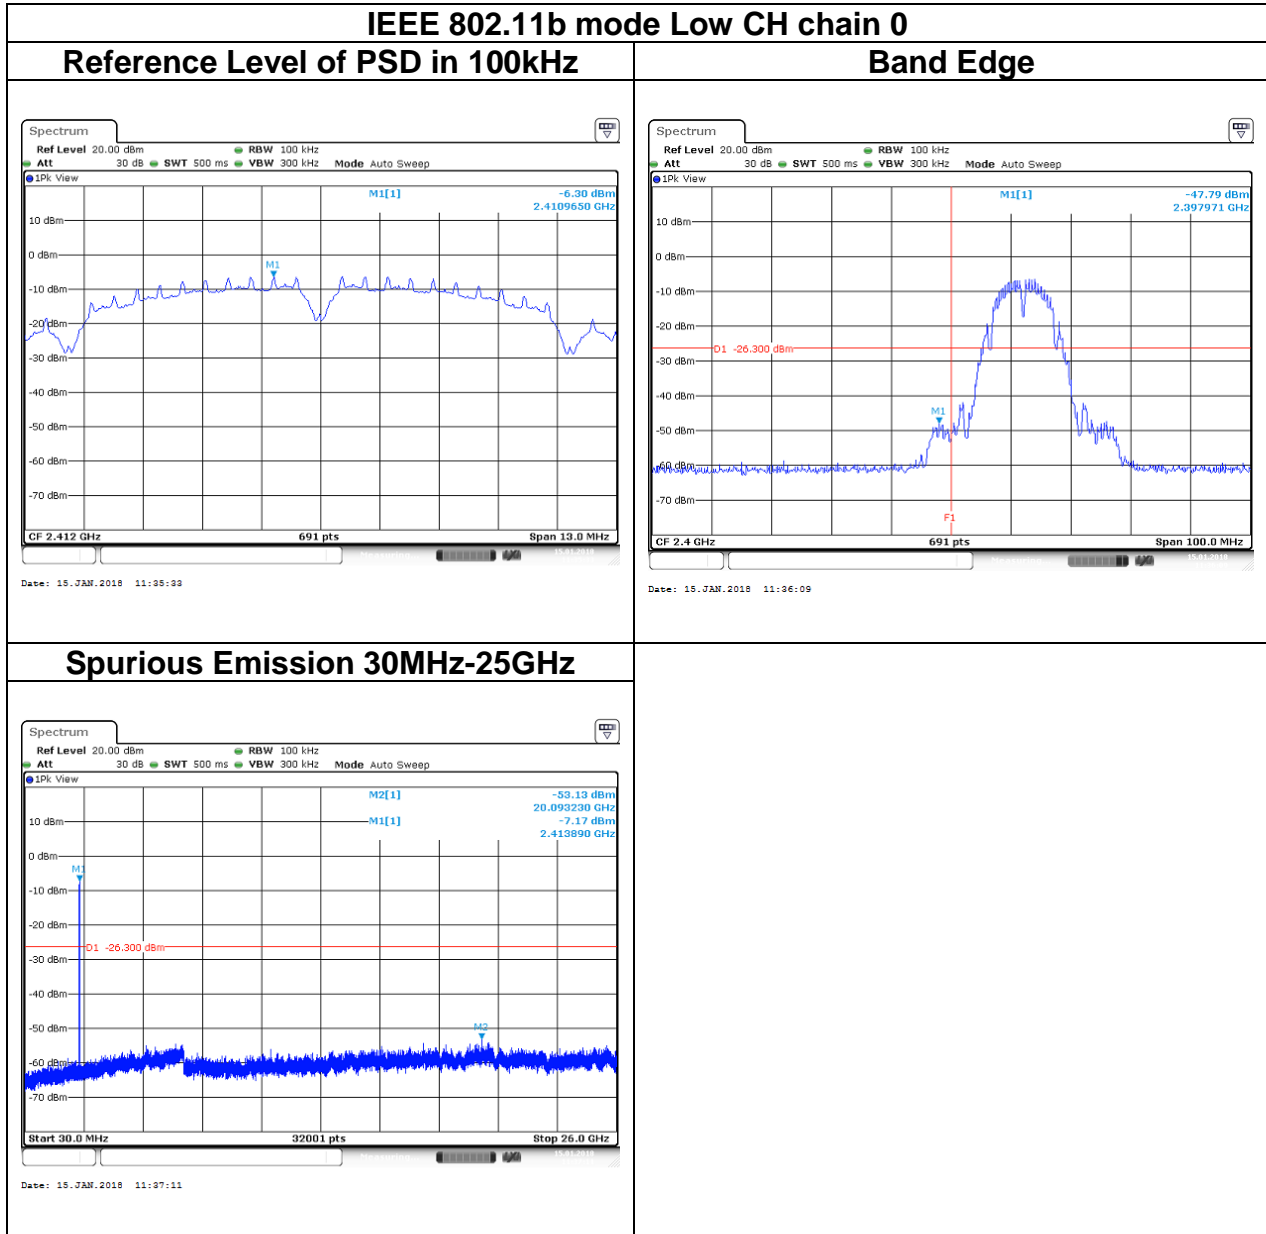 IEEE 802.11b mode Low CH chain 0
Reference Level of PSD in 100kHz
Spectrum
Ref Level 20.00 dBm RBW 100 kHz
Att 30 dB SWT 500 ms VBW 300 kHz Mode Auto Sweep
1Pk View
M1[1] -6.30 dBm
2.4109650 GHz
10 dBm
0 dBm
M1
-10 dBm
-20 dBm
-30 dBm
-40 dBm
-50 dBm
-60 dBm
-70 dBm
CF 2.412 GHz 691 pts Span 13.0 MHz
Date: 15.JAN.2018 11:35:33
Band Edge
Spectrum
Ref Level 20.00 dBm RBW 100 kHz
Att 30 dB SWT 500 ms VBW 300 kHz Mode Auto Sweep
1Pk View
M1[1] -47.79 dBm
2.397971 GHz
10 dBm
0 dBm
-10 dBm
-20 dBm
D1 -26.300 dBm
-30 dBm
-40 dBm
M1
-50 dBm
-60 dBm
-70 dBm
F1
CF 2.4 GHz 691 pts Span 100.0 MHz
Date: 15.JAN.2018 11:36:09
Spurious Emission 30MHz-25GHz
Spectrum
Ref Level 20.00 dBm RBW 100 kHz
Att 30 dB SWT 500 ms VBW 300 kHz Mode Auto Sweep
1Pk View
M2[1] -53.13 dBm
20.093230 GHz
10 dBm M1[1] -7.17 dBm
2.413890 GHz
0 dBm
M1
-10 dBm
-20 dBm
D1 -26.300 dBm
-30 dBm
-40 dBm
-50 dBm M2
-60 dBm
-70 dBm
Start 30.0 MHz 32001 pts Stop 26.0 GHz
Date: 15.JAN.2018 11:37:11